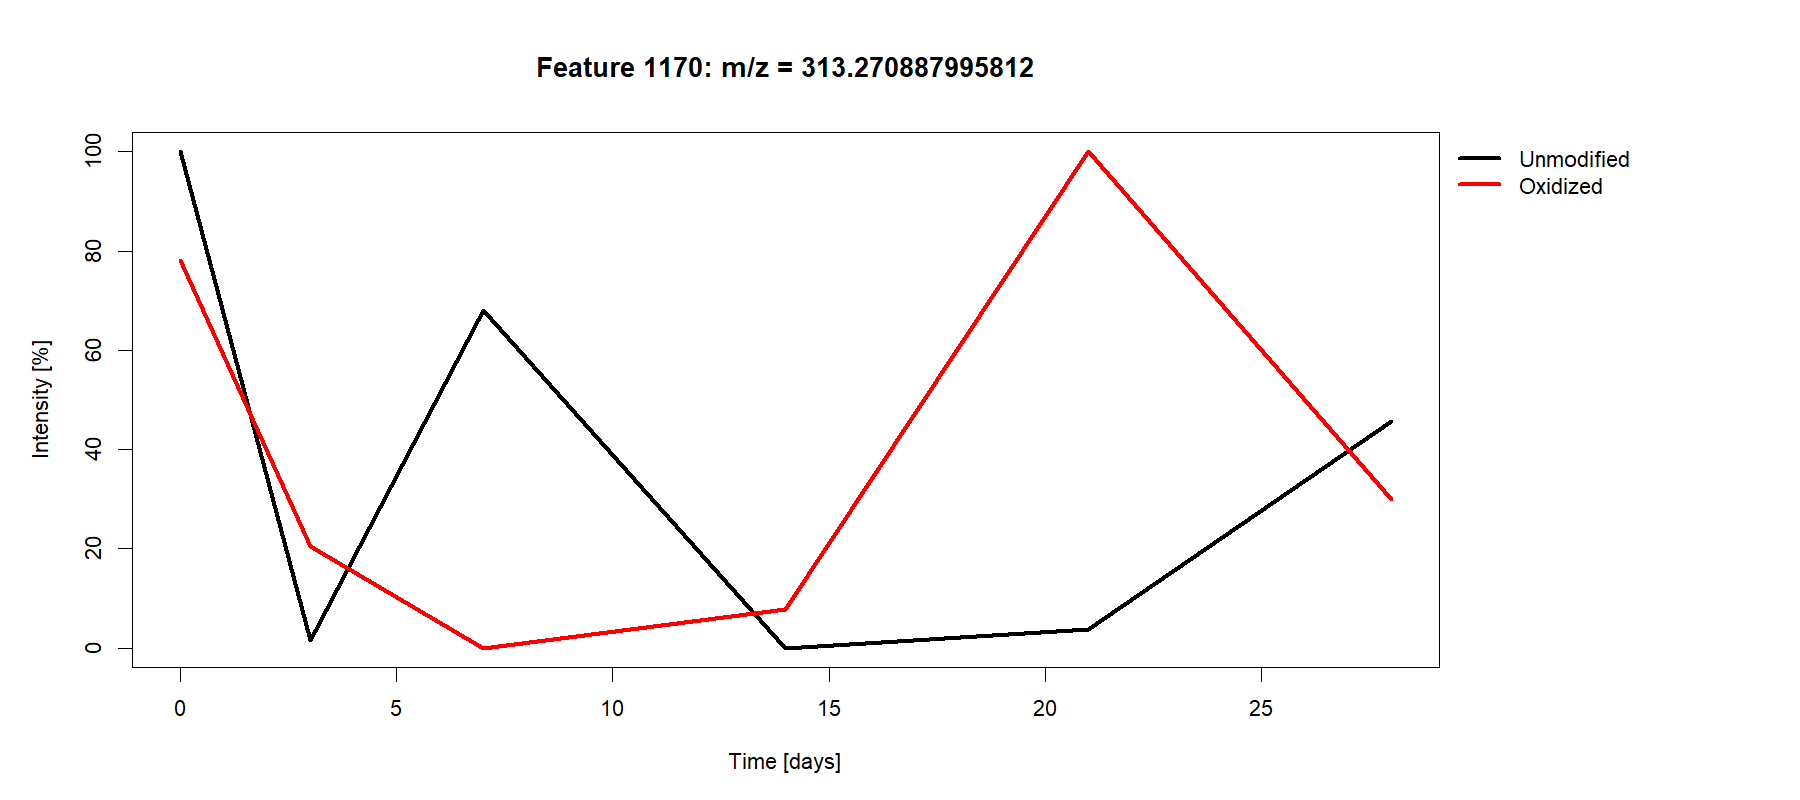 Feature 1170: m/z = 313.270887995812
Unmodified
Oxidized
Intensity [%]
100
80
60
40
20
0
0 5 10 15 20 25
Time [days]